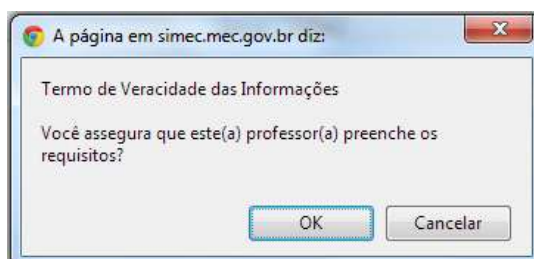 A página em simec.mec.gov.br diz:
Termo de Veracidade das Informações
Você assegura que este(a) professor(a) preenche os
requisitos?
OK Cancelar